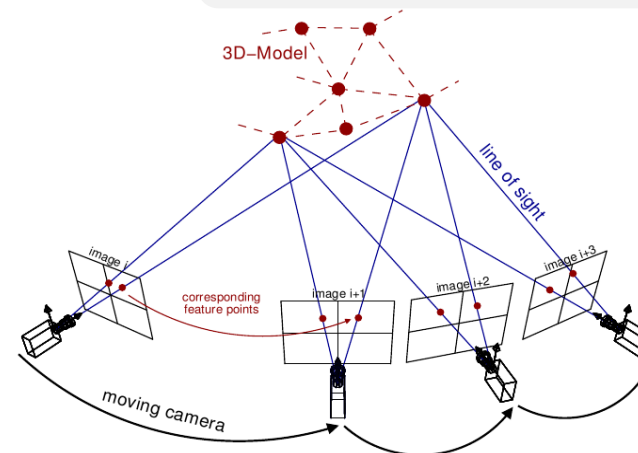 3D–Model
line of sight
image i
image i+1
image i+2
image i+3
corresponding
feature points
moving camera